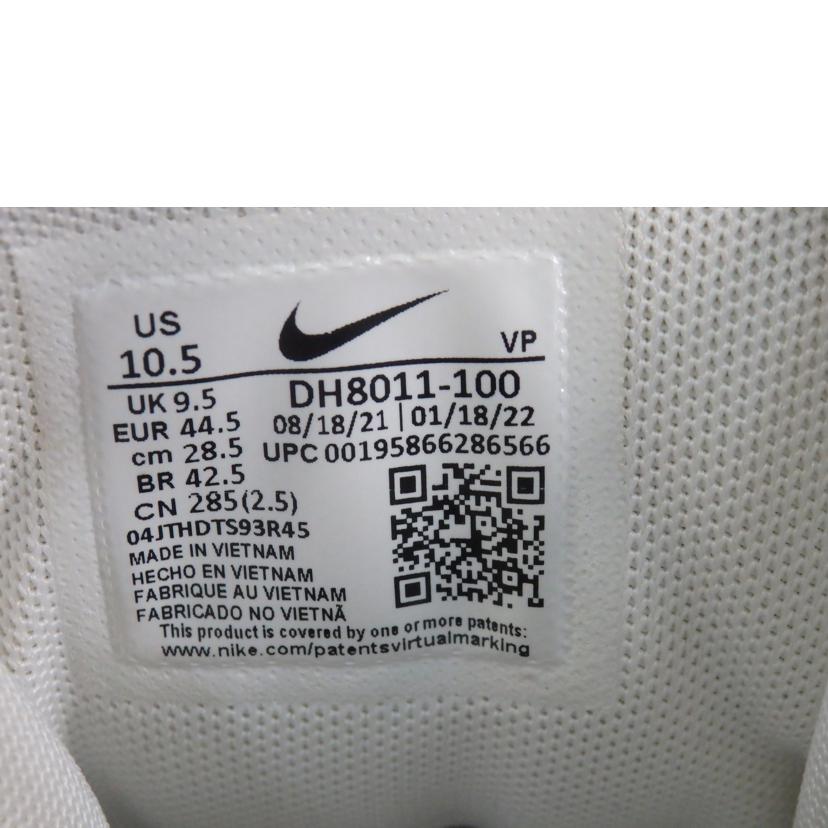 US
10.5
VP
UK 9.5
DH8011-100
EUR 44.5
08/18/21 | 01/18/22
cm 28.5
UPC 00195866286566
BR 42.5
CN 285(2.5)
04JTHDTS93R45
MADE IN VIETNAM
HECHO EN VIETNAM
FABRIQUE AU VIETNAM
FABRICADO NO VIETNÃ
This product is covered by one or more patents:
www.nike.com/patentsvirtualmarking